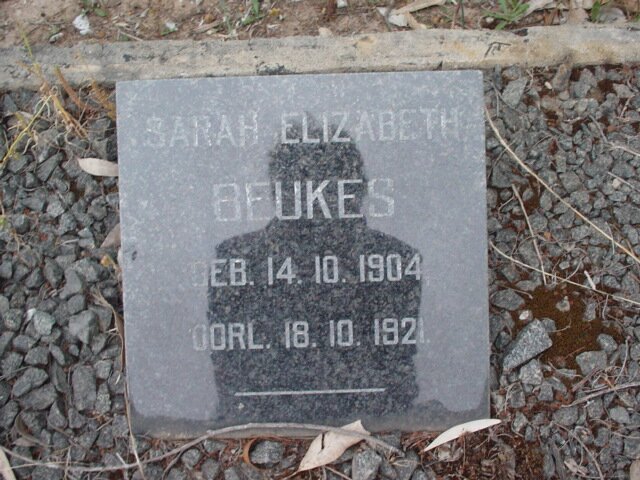 SARAH ELIZABETH
BEUKES
GEB. 14. 10. 1904
OORL. 18. 10. 1921.